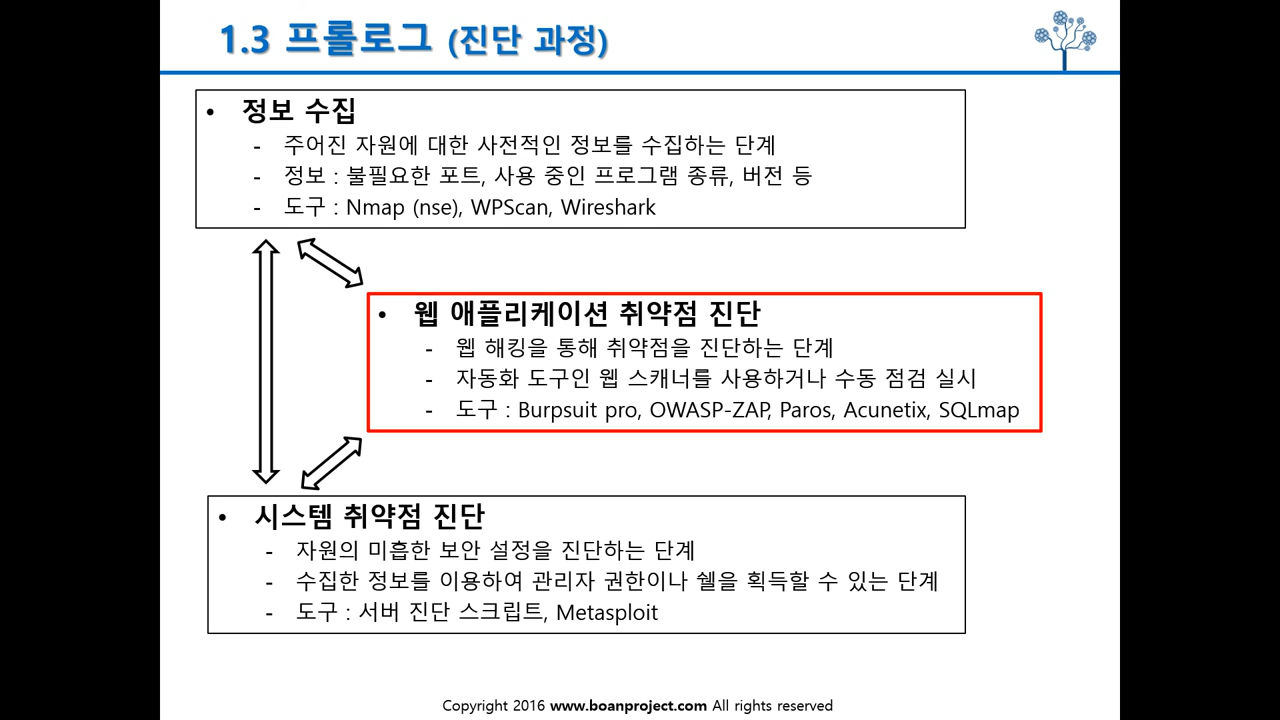 1.3 프롤로그 (진단 과정)
• 정보 수집
- 주어진 자원에 대한 사전적인 정보를 수집하는 단계
- 정보 : 불필요한 포트, 사용 중인 프로그램 종류, 버전 등
- 도구 : Nmap (nse), WPScan, Wireshark
• 웹 애플리케이션 취약점 진단
- 웹 해킹을 통해 취약점을 진단하는 단계
- 자동화 도구인 웹 스캐너를 사용하거나 수동 점검 실시
- 도구 : Burpsuit pro, OWASP-ZAP, Paros, Acunetix, SQLmap
• 시스템 취약점 진단
- 자원의 미흡한 보안 설정을 진단하는 단계
- 수집한 정보를 이용하여 관리자 권한이나 쉘을 획득할 수 있는 단계
- 도구 : 서버 진단 스크립트, Metasploit
Copyright 2016 www.boanproject.com All rights reserved